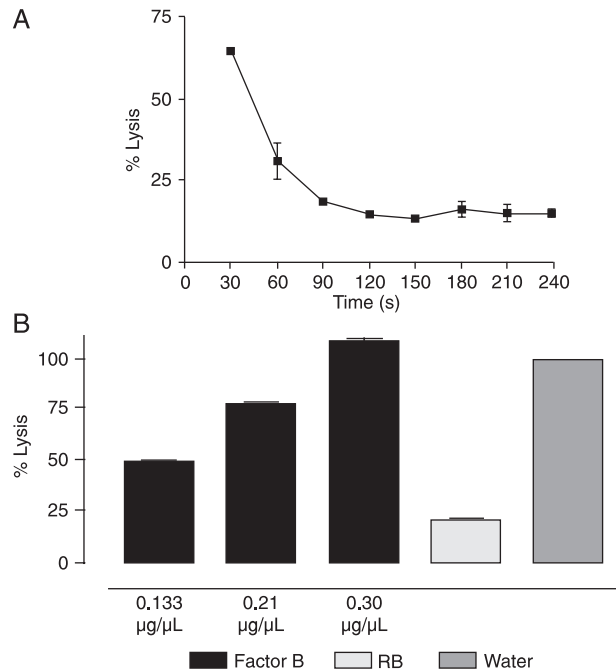 A
75
50
25
0
% Lysis
0 30 60 90 120 150 180 210 240
Time (s)
B
100
75
50
25
0
% Lysis
0.133 0.21 0.30
µg/µL µg/µL µg/µL
Factor B RB Water